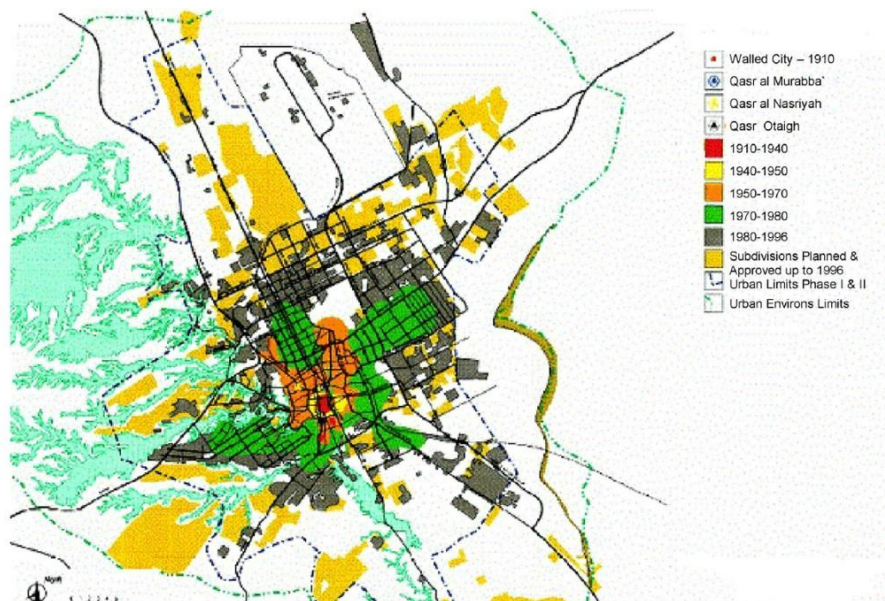 Walled City – 1910
Qasr al Murabba`
Qasr al Nasriyah
Qasr Otaigh
1910-1940
1940-1950
1950-1970
1970-1980
1980-1996
Subdivisions Planned &
Approved up to 1996
Urban Limits Phase I & II
Urban Environs Limits
North